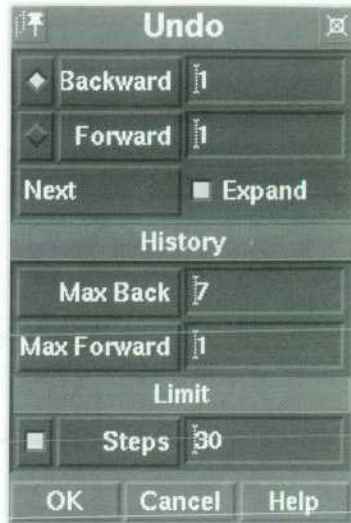 Undo
Backward 1
Forward 1
Next Expand
History
Max Back 7
Max Forward 1
Limit
Steps 30
OK Cancel Help